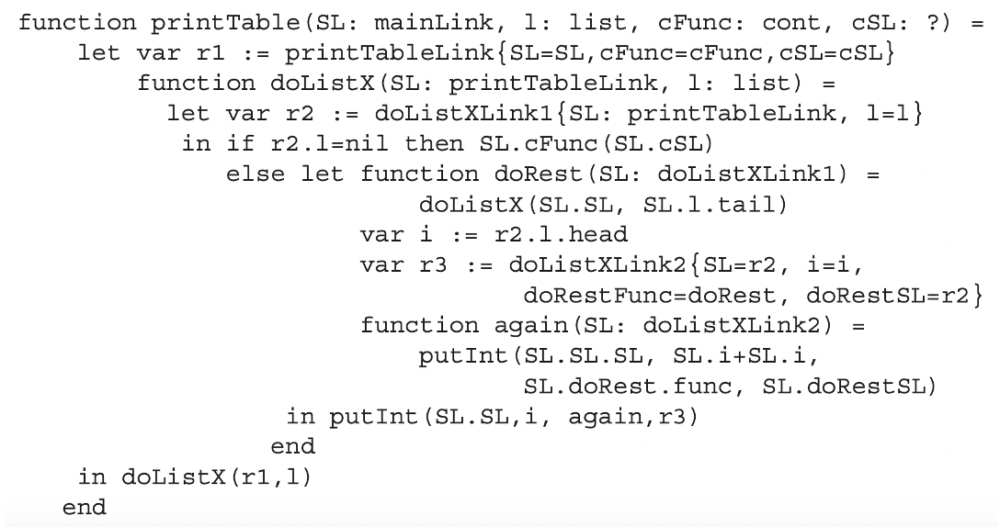 function printTable(SL: mainLink, l: list, cFunc: cont, cSL: ?) =
let var r1 := printTableLink{SL=SL,cFunc=cFunc,cSL=cSL}
function doListX(SL: printTableLink, l: list) =
let var r2 := doListXLink1{SL: printTableLink, l=l}
in if r2.l=nil then SL.cFunc(SL.cSL)
else let function doRest(SL: doListXLink1) =
doListX(SL.SL, SL.l.tail)
var i := r2.l.head
var r3 := doListXLink2{SL=r2, i=i,
doRestFunc=doRest, doRestSL=r2}
function again(SL: doListXLink2) =
putInt(SL.SL.SL, SL.i+SL.i,
SL.doRest.func, SL.doRestSL)
in putInt(SL.SL,i, again,r3)
end
in doListX(r1,l)
end